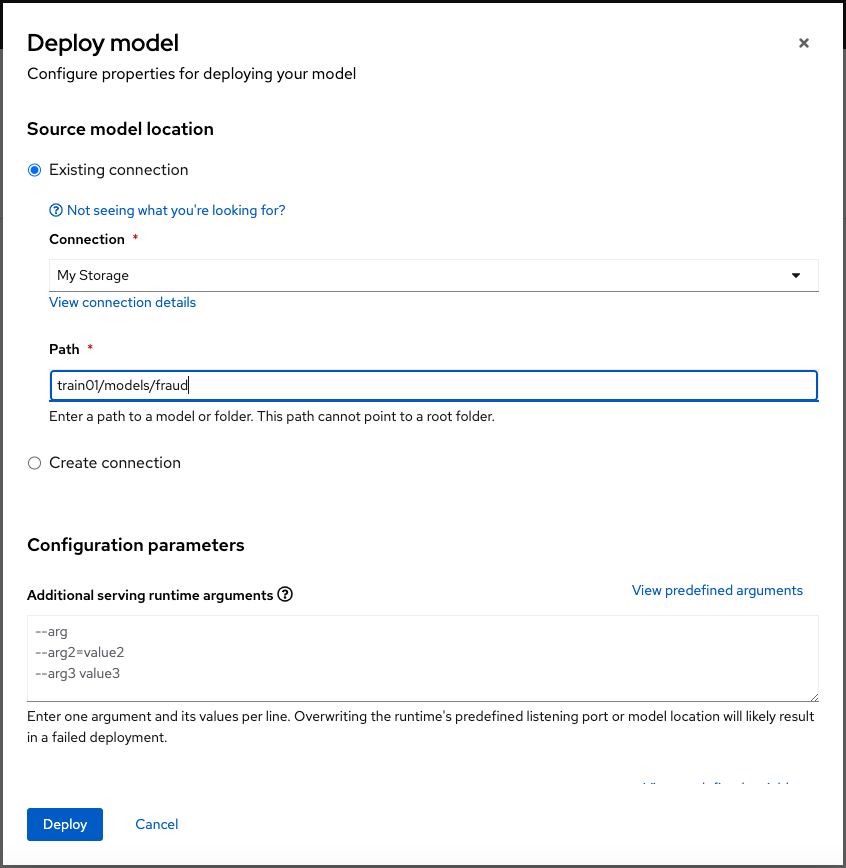 Deploy model
Configure properties for deploying your model
Source model location
Existing connection
Not seeing what you're looking for?
Connection *
My Storage
View connection details
Path *
train01/models/fraud
Enter a path to a model or folder. This path cannot point to a root folder.
Create connection
Configuration parameters
Additional serving runtime arguments
View predefined arguments
--arg
--arg2=value2
--arg3 value3
Enter one argument and its values per line. Overwriting the runtime's predefined listening port or model location will likely result
in a failed deployment.
Deploy
Cancel